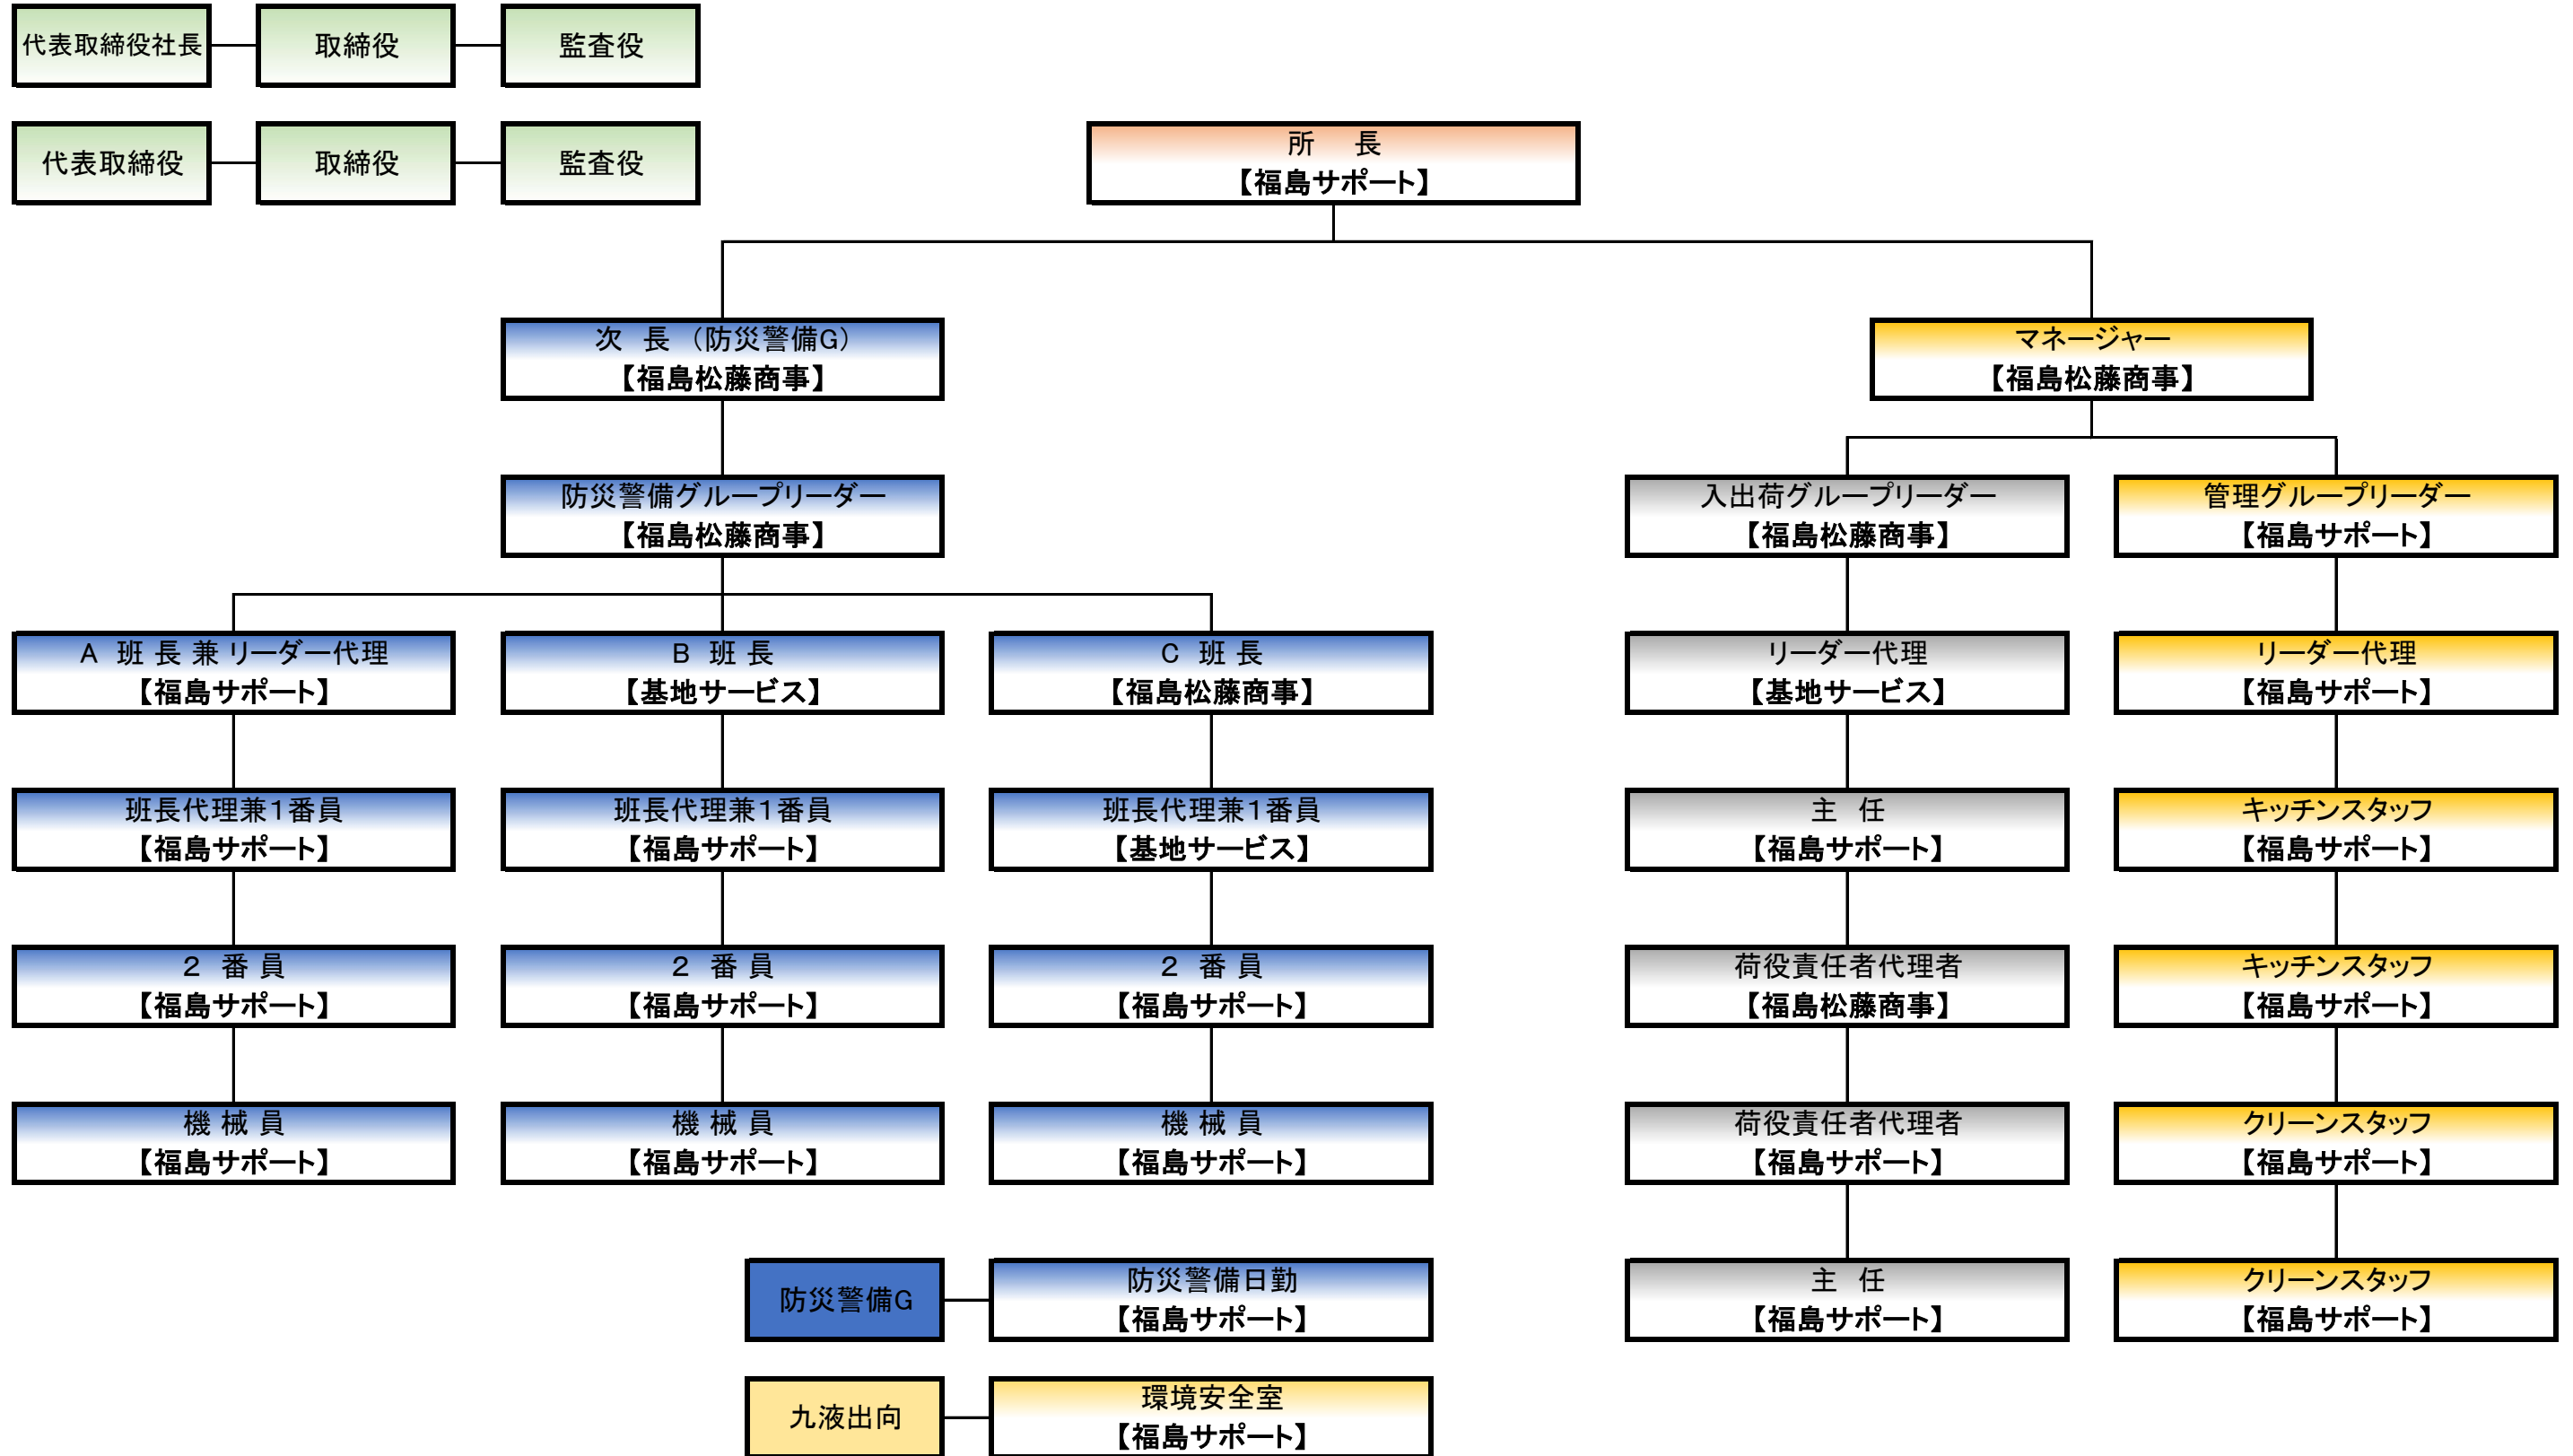 代表取締役社長
取締役
監査役
代表取締役
取締役
監査役
所 長
【福島サポート】
次 長 （防災警備G）
【福島松藤商事】
マネージャー
【福島松藤商事】
防災警備グループリーダー
【福島松藤商事】
入出荷グループリーダー
【福島松藤商事】
管理グループリーダー
【福島サポート】
A 班 長 兼 リーダー代理
【福島サポート】
B 班 長
【基地サービス】
C 班 長
【福島松藤商事】
リーダー代理
【基地サービス】
リーダー代理
【福島サポート】
班長代理兼1番員
【福島サポート】
班長代理兼1番員
【福島サポート】
班長代理兼1番員
【基地サービス】
主 任
【福島サポート】
キッチンスタッフ
【福島サポート】
2 番 員
【福島サポート】
2 番 員
【福島サポート】
2 番 員
【福島サポート】
荷役責任者代理者
【福島松藤商事】
キッチンスタッフ
【福島サポート】
機 械 員
【福島サポート】
機 械 員
【福島サポート】
機 械 員
【福島サポート】
荷役責任者代理者
【福島サポート】
クリーンスタッフ
【福島サポート】
防災警備G
防災警備日勤
【福島サポート】
主 任
【福島サポート】
クリーンスタッフ
【福島サポート】
九液出向
環境安全室
【福島サポート】